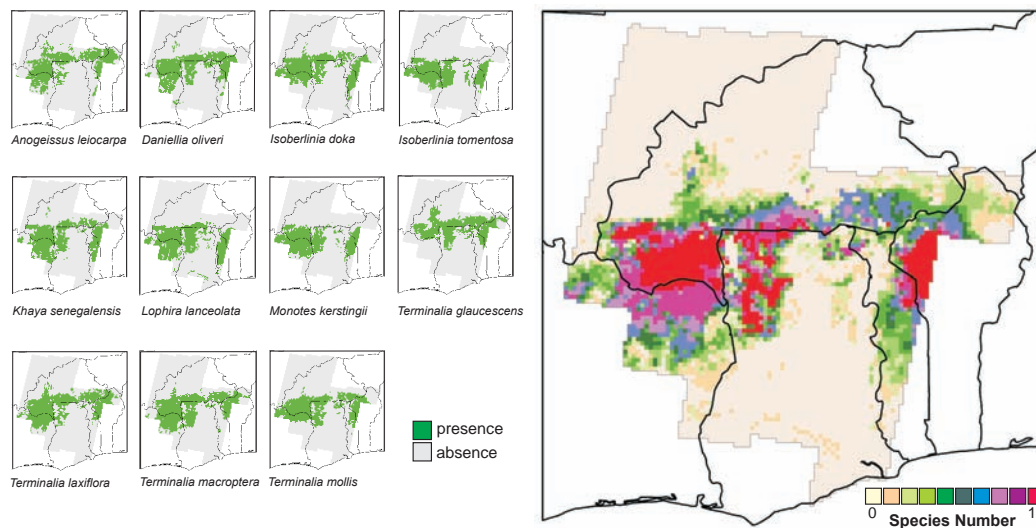 Anogeissus leiocarpa
Daniellia oliveri
Isoberlinia doka
Isoberlinia tomentosa
Khaya senegalensis
Lophira lanceolata
Monotes kerstingii
Terminalia glaucescens
Terminalia laxiflora
Terminalia macroptera
Terminalia mollis
presence
absence
0
Species Number